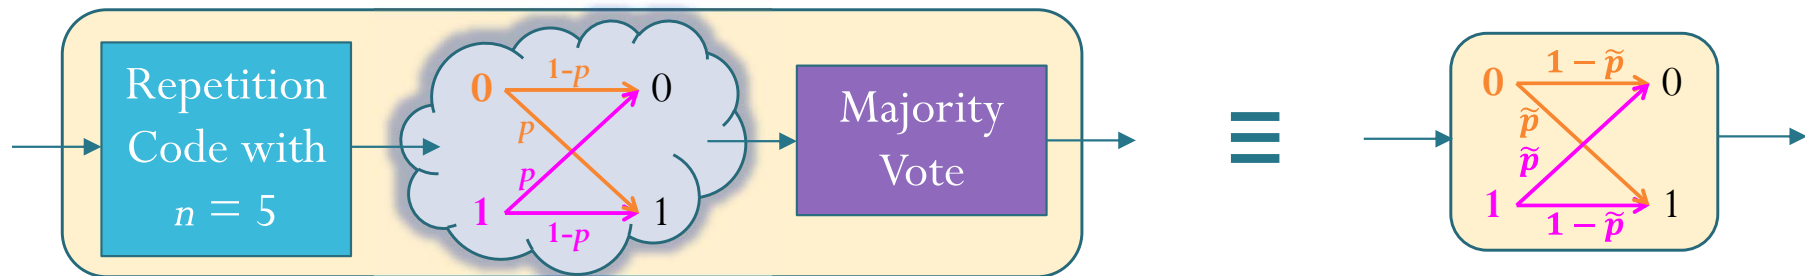 Repetition
Code with
n = 5
0
1-p
0
p
p
1
1-p
1
Majority
Vote
≡
0
1 − p̃
0
p̃
p̃
1
1 − p̃
1